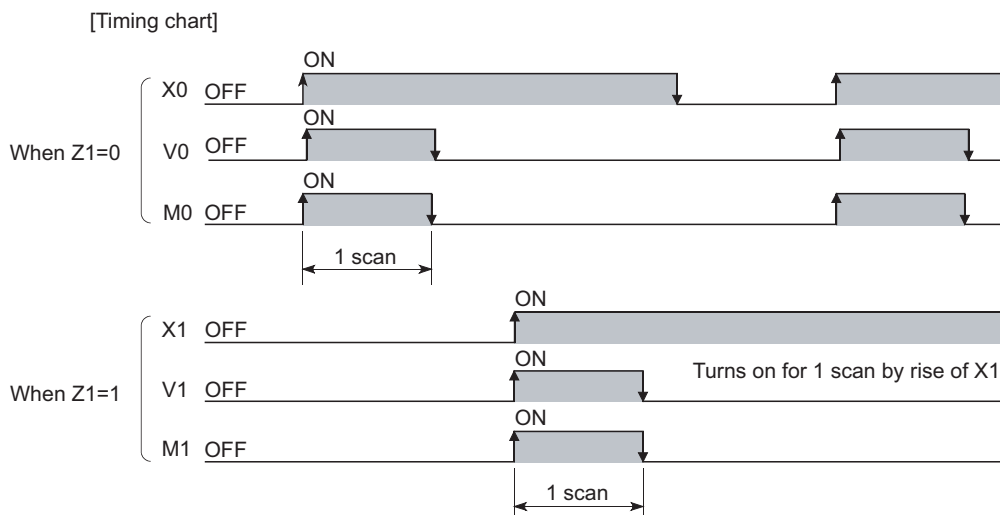 [Timing chart]
ON
X0 OFF
ON
When Z1=0 V0 OFF
ON
M0 OFF
1 scan
ON
X1 OFF
ON Turns on for 1 scan by rise of X1
When Z1=1 V1 OFF
ON
M1 OFF
1 scan